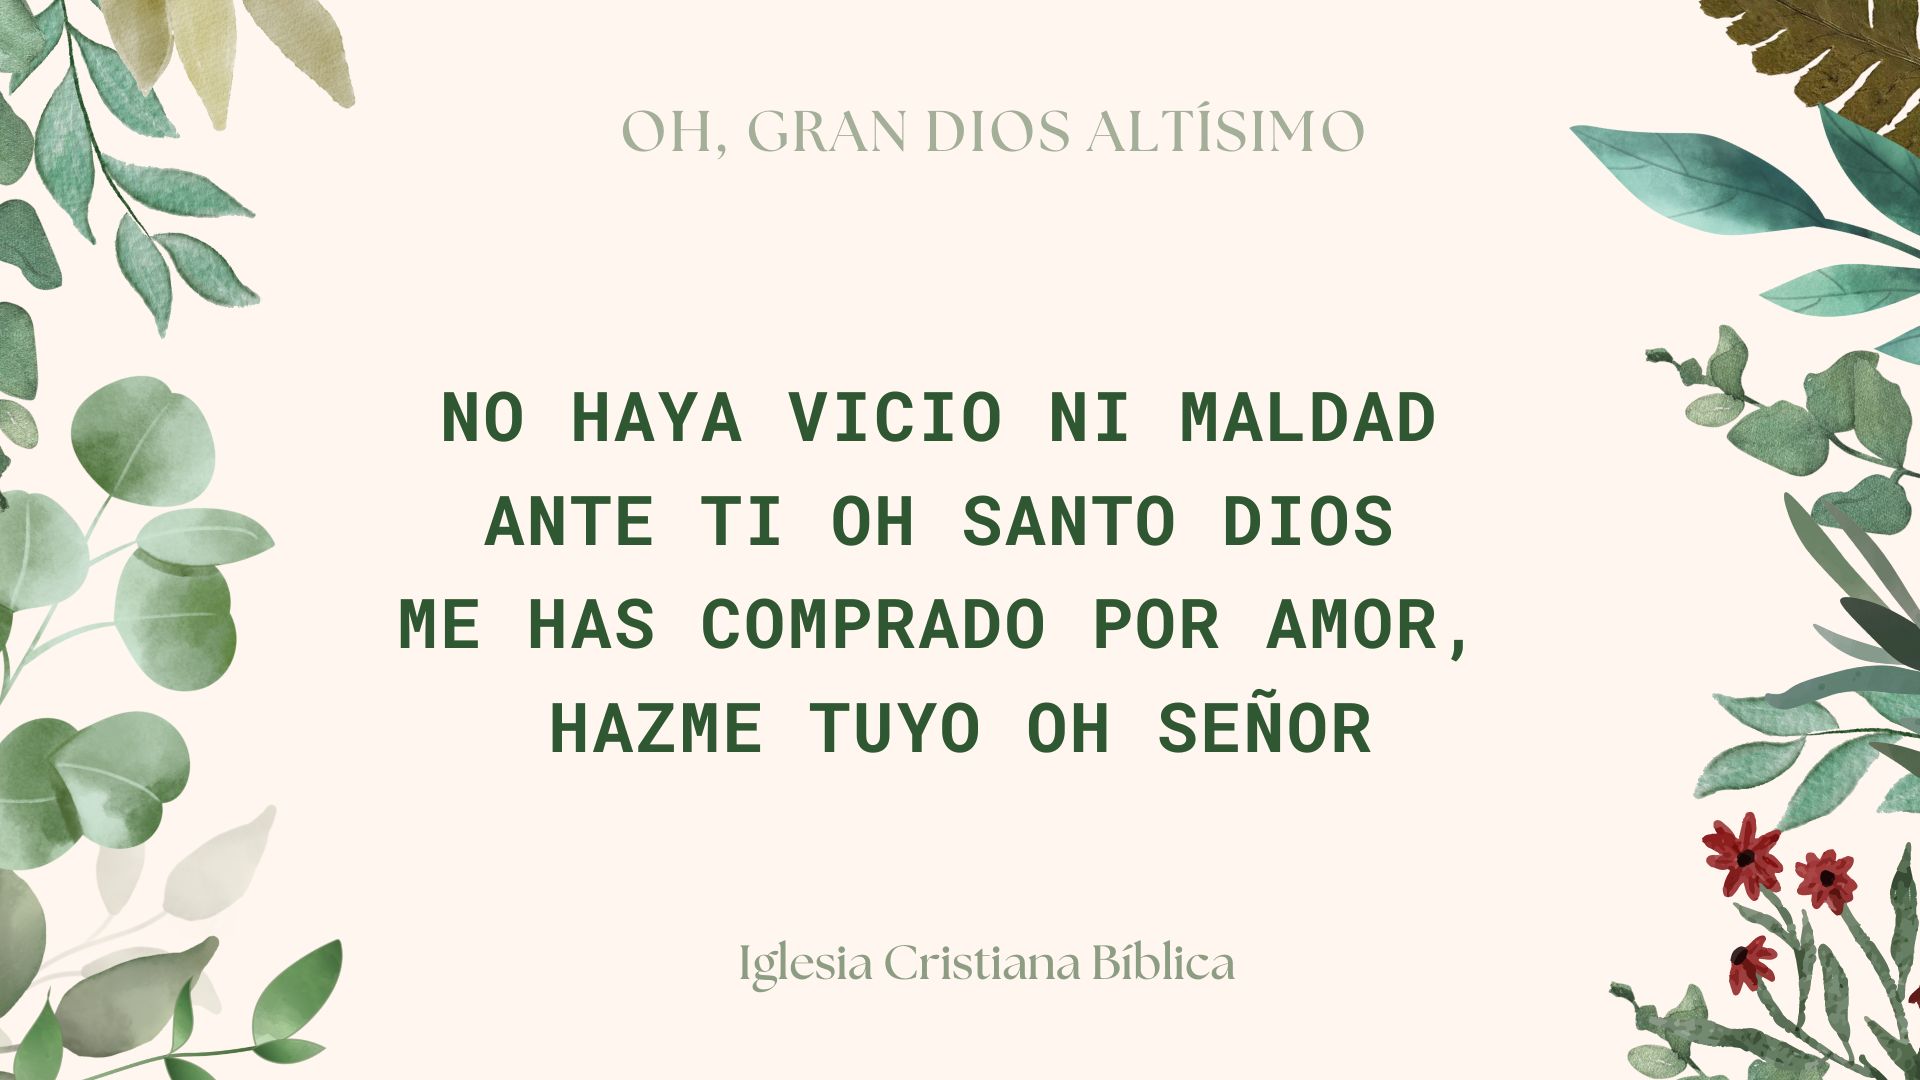 OH, GRAN DIOS ALTÍSIMO
NO HAYA VICIO NI MALDAD
ANTE TI OH SANTO DIOS
ME HAS COMPRADO POR AMOR,
HAZME TUYO OH SEÑOR
Iglesia Cristiana Bíblica